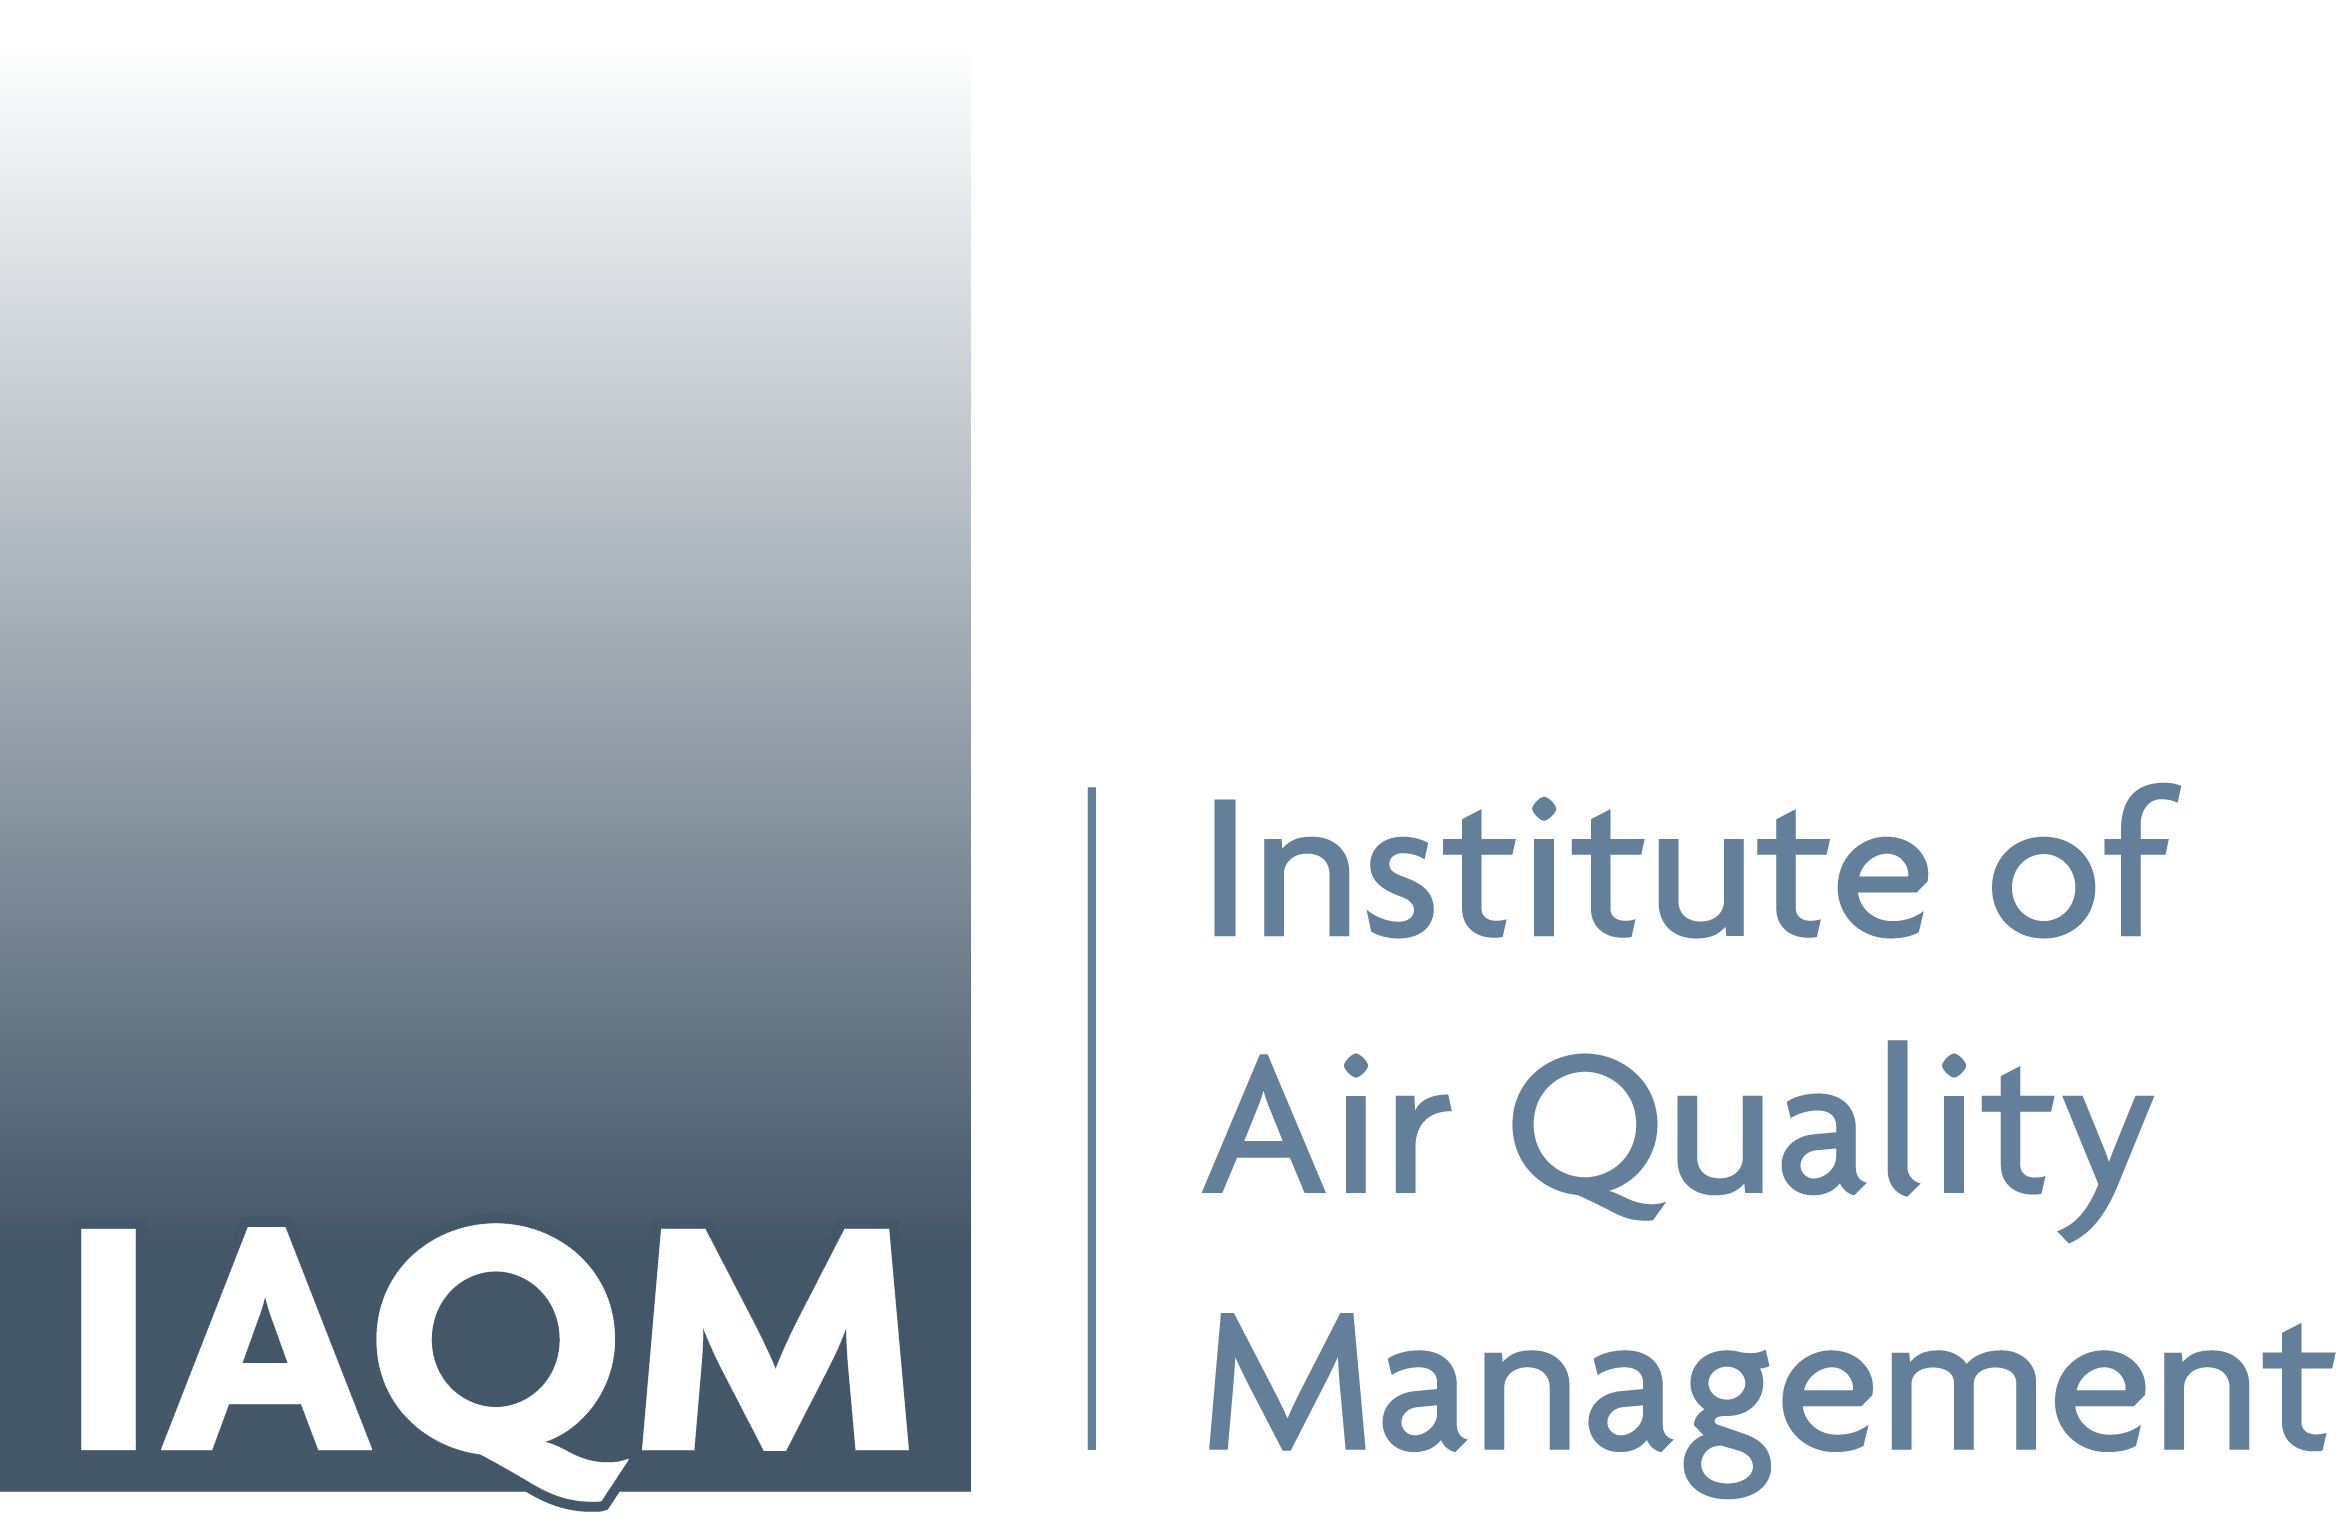 IAQM
Institute of
Air Quality
Management